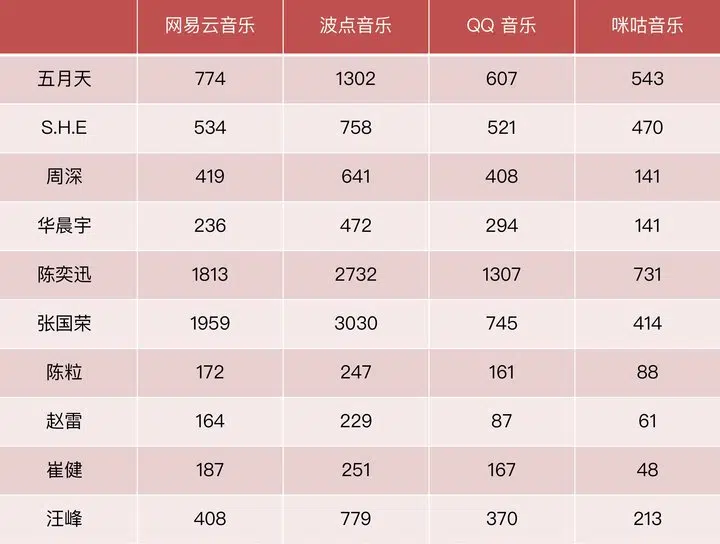 网易云音乐 波点音乐 QQ 音乐 咪咕音乐
五月天 774 1302 607 543
S.H.E 534 758 521 470
周深 419 641 408 141
华晨宇 236 472 294 141
陈奕迅 1813 2732 1307 731
张国荣 1959 3030 745 414
陈粒 172 247 161 88
赵雷 164 229 87 61
崔健 187 251 167 48
汪峰 408 779 370 213